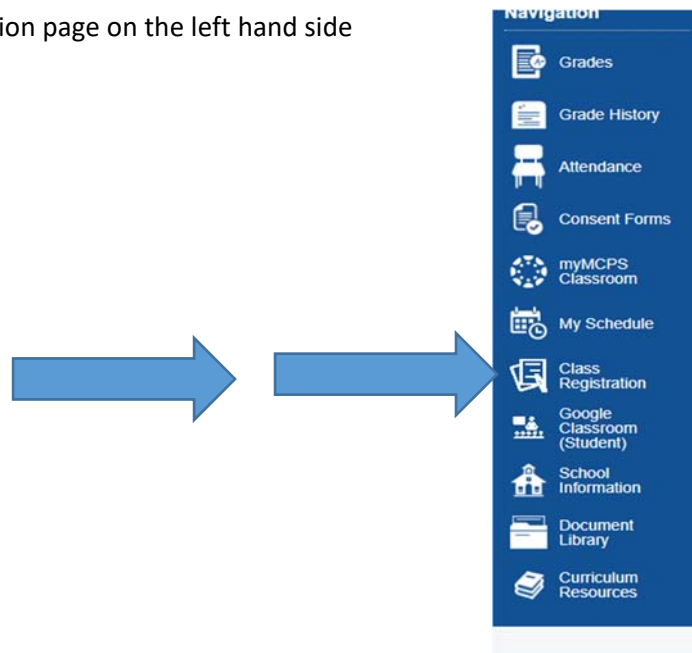 ion page on the left hand side
Navigation
Grades
Grade History
Attendance
Consent Forms
myMCPS
Classroom
My Schedule
Class
Registration
Google
Classroom
(Student)
School
Information
Document
Library
Curriculum
Resources